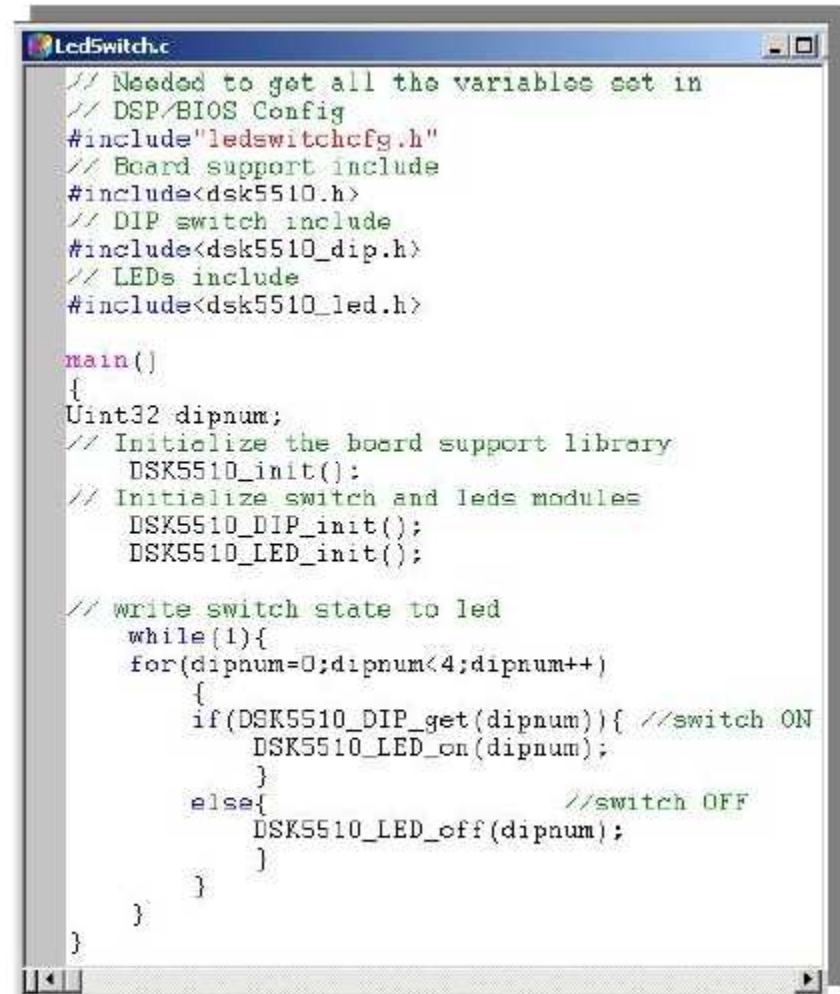 LedSwitch.c
// Needed to get all the variables set in
// DSP/BIOS Config
#include"ledswitchcfg.h"
// Board support include
#include<dsk5510.h>
// DIP switch include
#include<dsk5510_dip.h>
// LEDs include
#include<dsk5510_led.h>
main()
{
Uint32 dipnum;
// Initialize the board support library
DSK5510_init();
// Initialize switch and leds modules
DSK5510_DIP_init();
DSK5510_LED_init();
// write switch state to led
while(1){
for(dipnum=0;dipnum<4;dipnum++)
{
if(DSK5510_DIP_get(dipnum)){ //switch ON
DSK5510_LED_on(dipnum);
}
else{ //switch OFF
DSK5510_LED_off(dipnum);
}
}
}
}